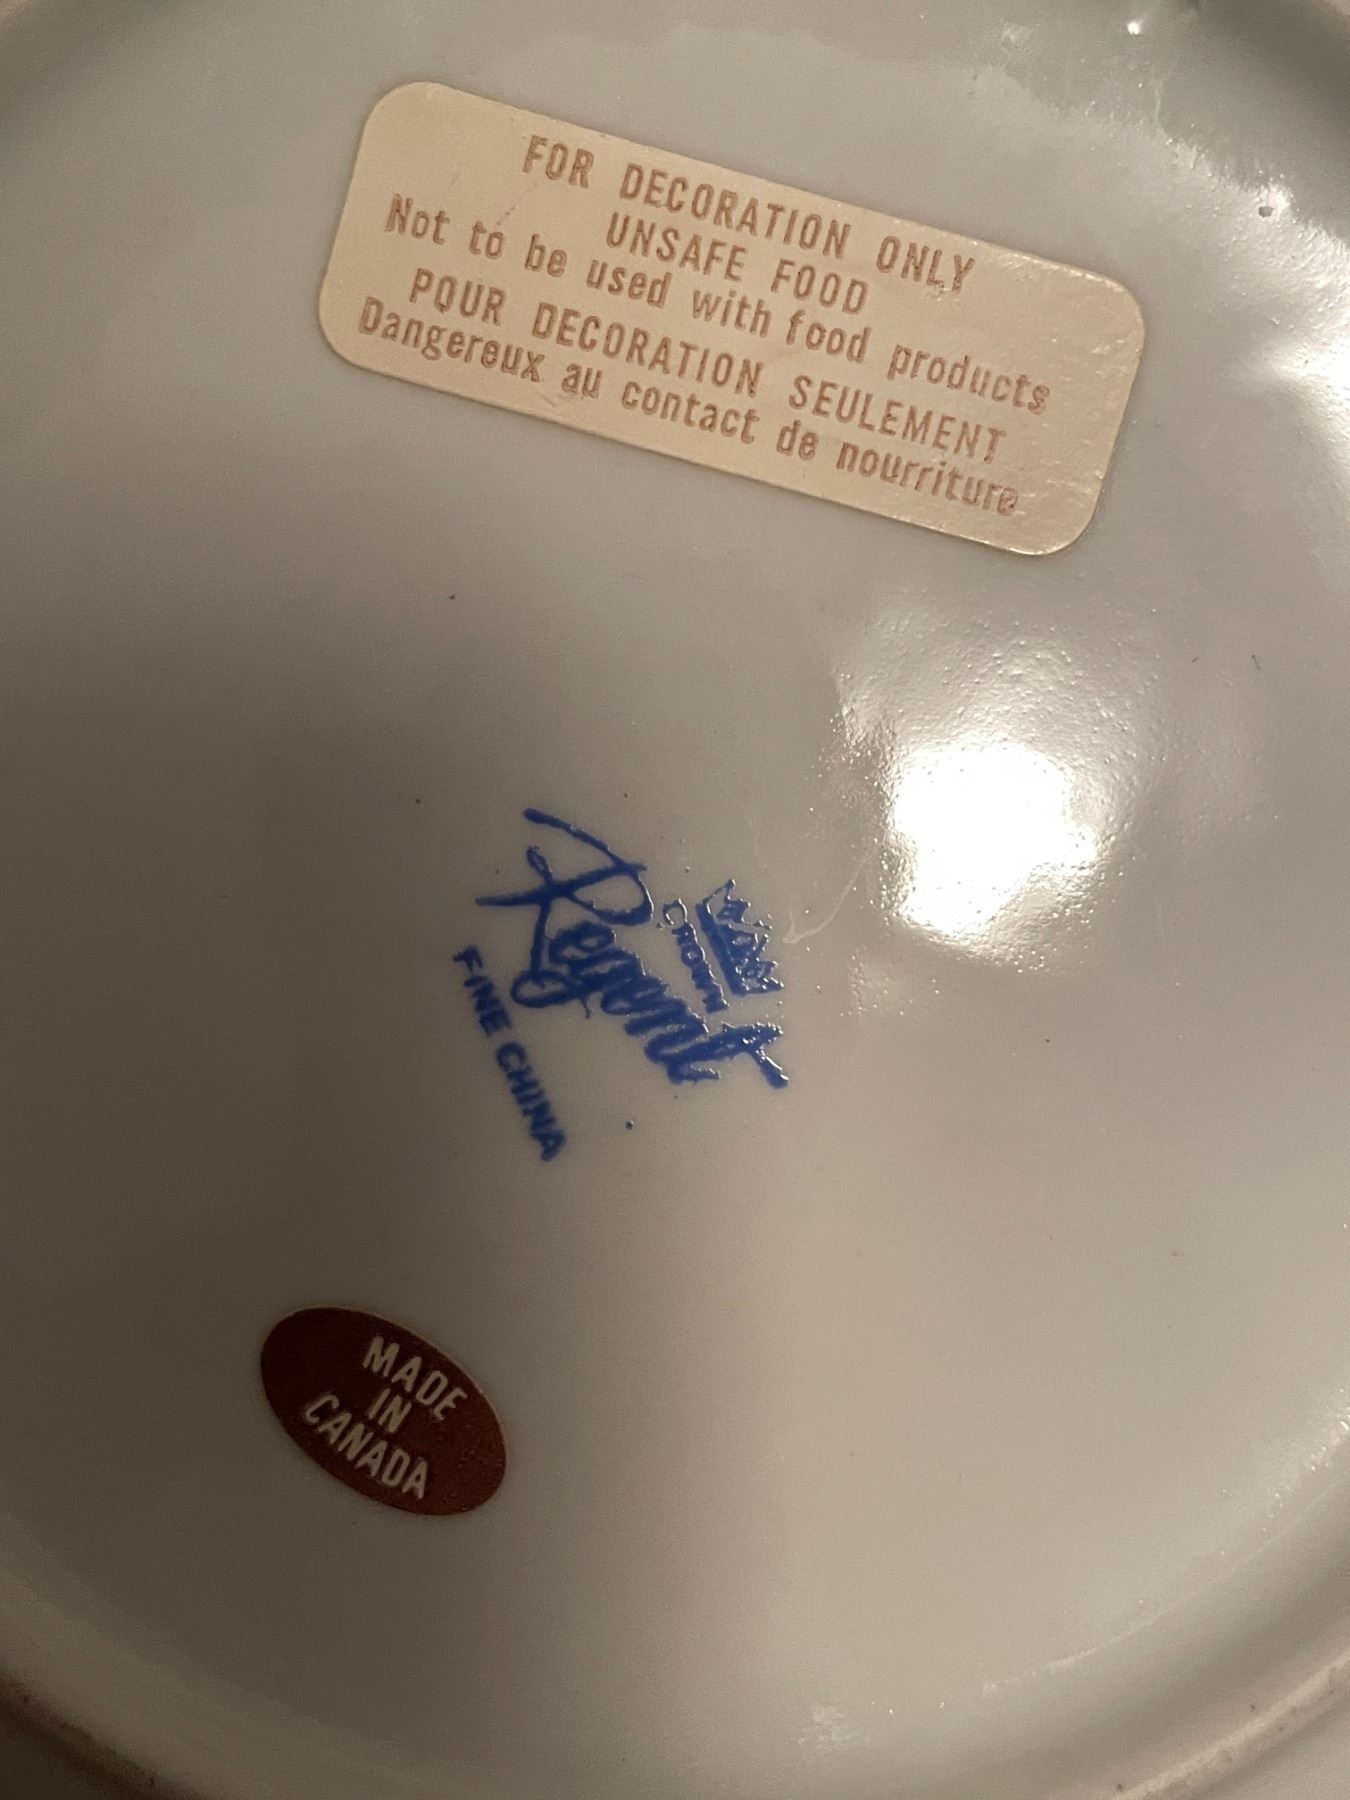 FOR DECORATION ONLY
UNSAFE FOOD
Not to be used with food products
POUR DECORATION SEULEMENT
Dangereux au contact de nourriture
CROWN
Regent
FINE CHINA
MADE
IN
CANADA